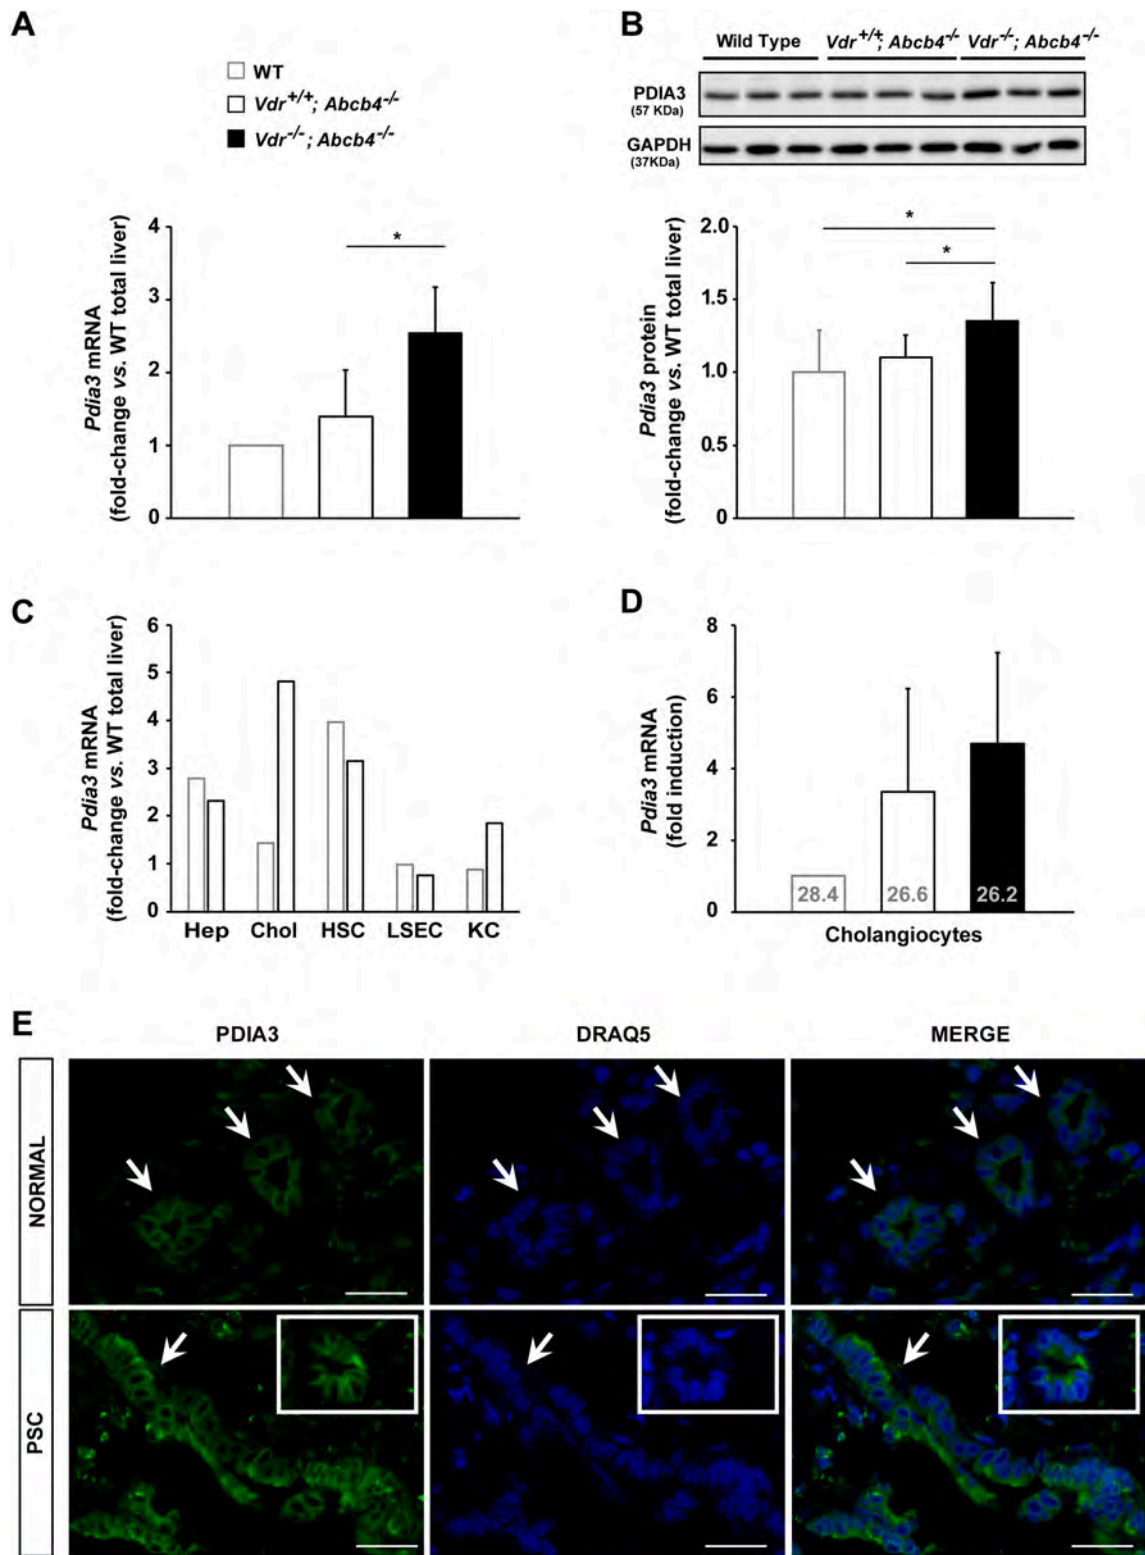 A
WT
Vdr+/+; Abcb4-/-
Vdr-/-; Abcb4-/-
Pdia3 mRNA
(fold-change vs. WT total liver)
4
3
2
1
0
*
B
Wild Type Vdr+/+; Abcb4-/- Vdr-/-; Abcb4-/-
PDIA3
(57 KDa)
GAPDH
(37KDa)
Pdia3 protein
(fold-change vs. WT total liver)
2.0
1.5
1.0
0.5
0
*
*
C
Pdia3 mRNA
(fold-change vs. WT total liver)
6
5
4
3
2
1
0
Hep Chol HSC LSEC KC
D
Pdia3 mRNA
(fold induction)
8
6
4
2
0
28.4 26.6 26.2
Cholangiocytes
E
PDIA3 DRAQ5 MERGE
NORMAL
PSC